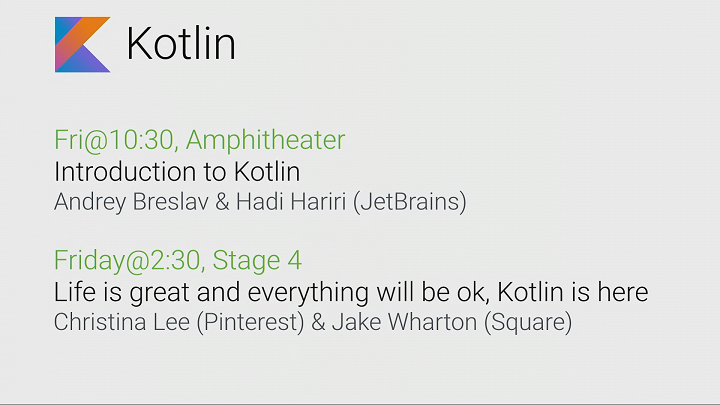 Kotlin
Fri@10:30, Amphitheater
Introduction to Kotlin
Andrey Breslav & Hadi Hariri (JetBrains)
Friday@2:30, Stage 4
Life is great and everything will be ok, Kotlin is here
Christina Lee (Pinterest) & Jake Wharton (Square)